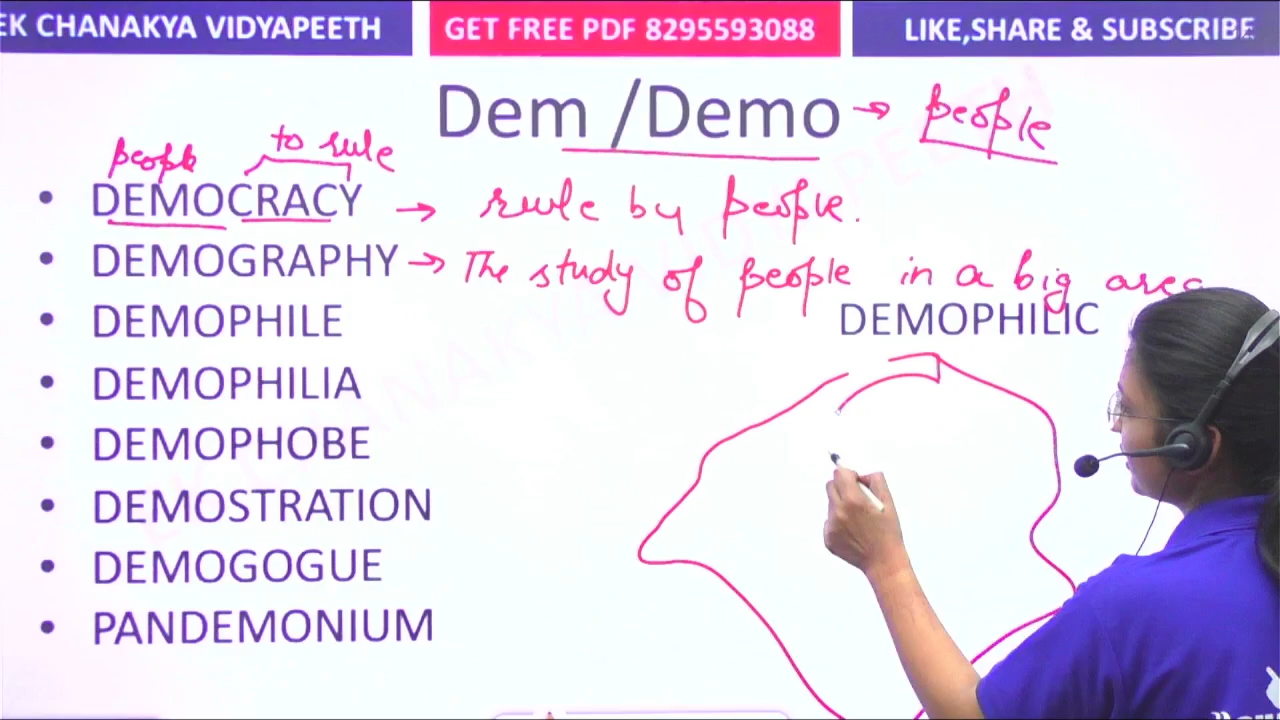 EK CHANAKYA VIDYAPEETH
GET FREE PDF 8295593088
LIKE,SHARE & SUBSCRIBE
Dem /Demo → people
people to rule
DEMOCRACY → rule by people.
DEMOGRAPHY → The study of people in a big area
DEMOPHILE
DEMOPHILIC
DEMOPHILIA
DEMOPHOBE
DEMOSTRATION
DEMOGOGUE
PANDEMONIUM